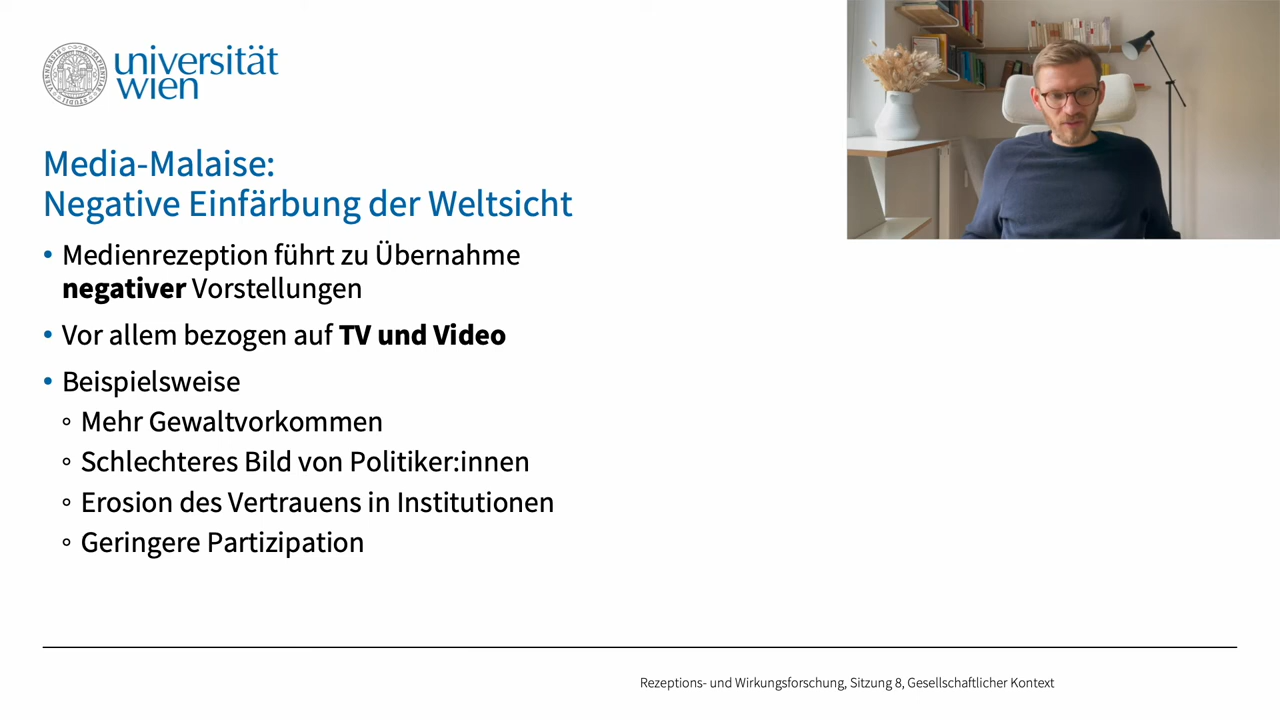 universität
wien
Media-Malaise:
Negative Einfärbung der Weltsicht
• Medienrezeption führt zu Übernahme
negativer Vorstellungen
• Vor allem bezogen auf TV und Video
• Beispielsweise
◦ Mehr Gewaltvorkommen
◦ Schlechteres Bild von Politiker:innen
◦ Erosion des Vertrauens in Institutionen
◦ Geringere Partizipation
Rezeptions- und Wirkungsforschung, Sitzung 8, Gesellschaftlicher Kontext